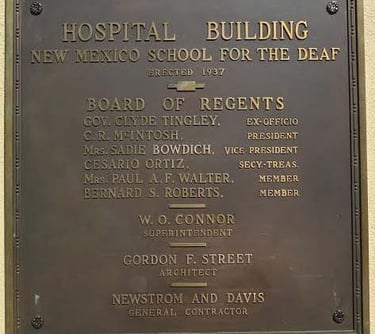 HOSPITAL BUILDING
NEW MEXICO SCHOOL FOR THE DEAF
ERECTED 1937
BOARD OF REGENTS
GOV. CLYDE TINGLEY, EX-OFFICIO
C. R. McINTOSH, PRESIDENT
MRS. SADIE BOWDICH, VICE PRESIDENT
CESARIO ORTIZ, SECY-TREAS.
MRS. PAUL A. F. WALTER, MEMBER
BERNARD S. ROBERTS, MEMBER
W. O. CONNOR
SUPERINTENDENT
GORDON F. STREET
ARCHITECT
NEWSTROM AND DAVIS
GENERAL CONTRACTOR